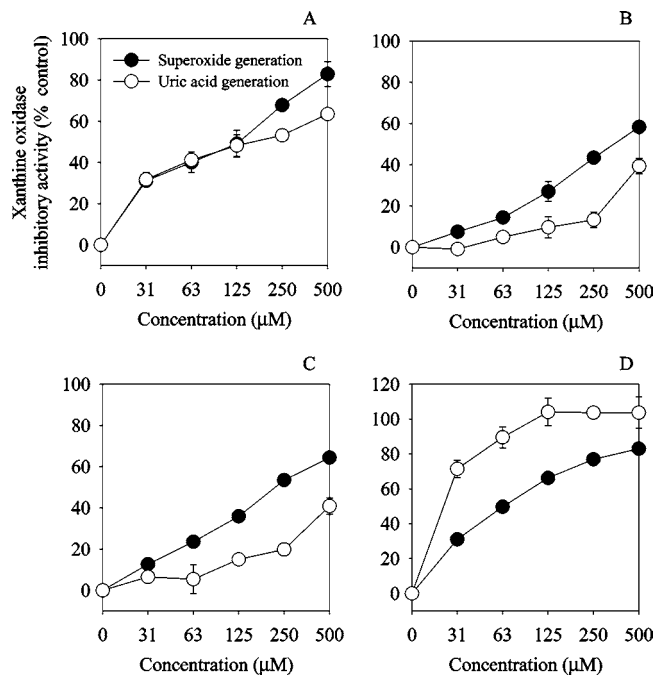 A
B
Xanthine oxidase
inhibitory activity (% control)
100
80
60
40
20
0
Superoxide generation
Uric acid generation
0 31 63 125 250 500
Concentration (μM)
100
80
60
40
20
0
0 31 63 125 250 500
Concentration (μM)
C
D
100
80
60
40
20
0
0 31 63 125 250 500
Concentration (μM)
120
100
80
60
40
20
0
0 31 63 125 250 500
Concentration (μM)